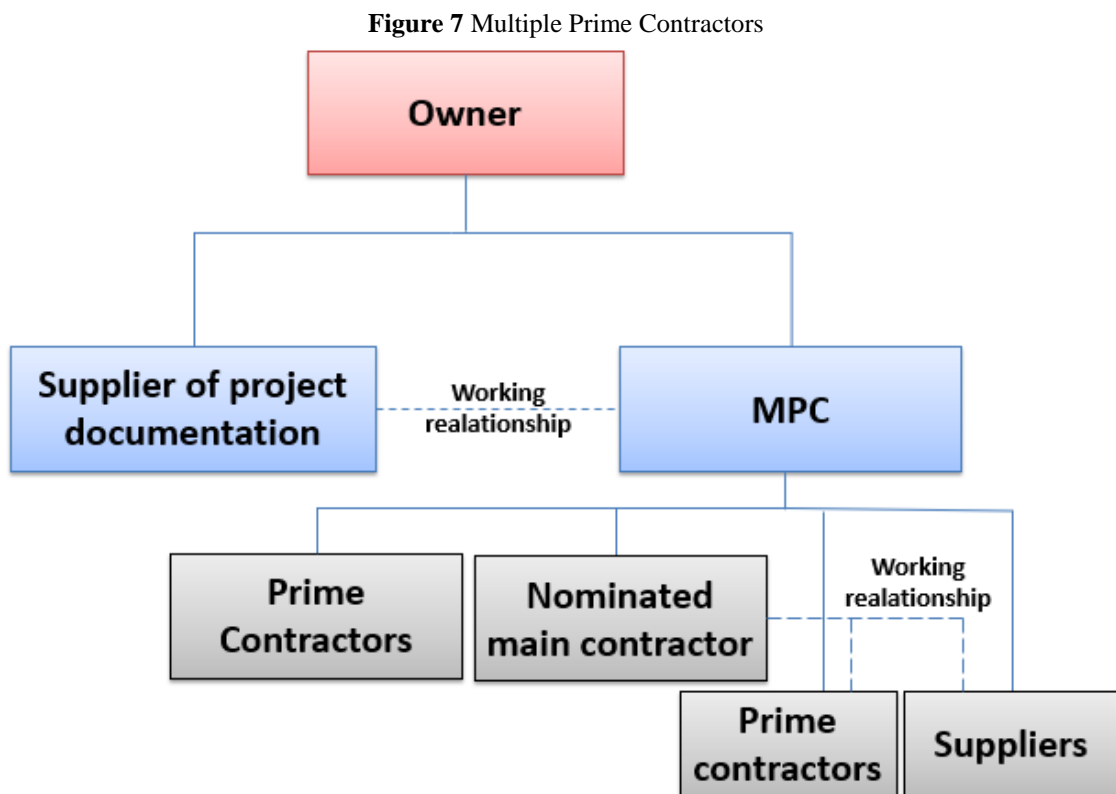 Figure 7 Multiple Prime Contractors
Owner
Supplier of project
documentation
Working
realationship
MPC
Prime
Contractors
Nominated
main contractor
Working
realationship
Prime
contractors
Suppliers